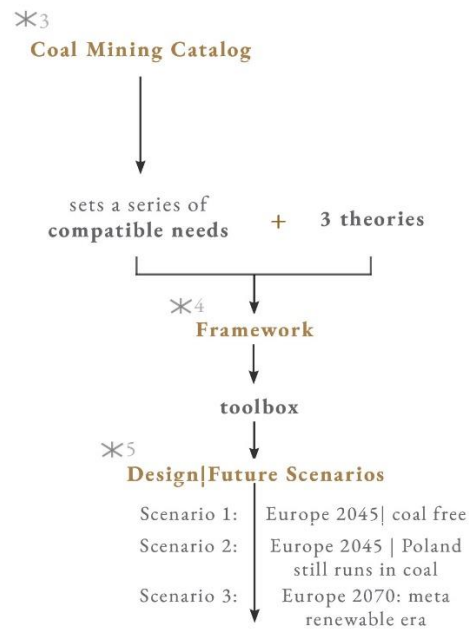 *3
Coal Mining Catalog
sets a series of
compatible needs + 3 theories
*4
Framework
toolbox
*5
Design|Future Scenarios
Scenario 1: Europe 2045| coal free
Scenario 2: Europe 2045 | Poland
still runs in coal
Scenario 3: Europe 2070: meta
renewable era